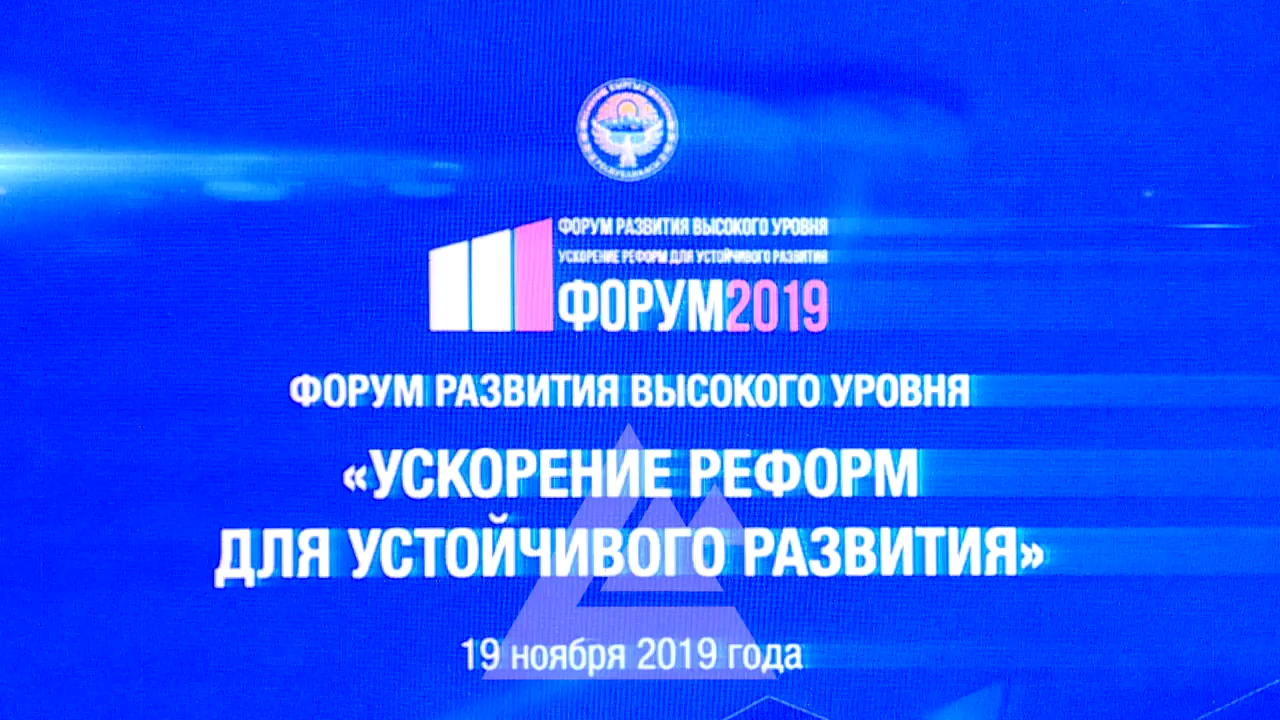 ФОРУМ РАЗВИТИЯ ВЫСОКОГО УРОВНЯ
УСКОРЕНИЕ РЕФОРМ ДЛЯ УСТОЙЧИВОГО РАЗВИТИЯ
ФОРУМ2019
ФОРУМ РАЗВИТИЯ ВЫСОКОГО УРОВНЯ
«УСКОРЕНИЕ РЕФОРМ
ДЛЯ УСТОЙЧИВОГО РАЗВИТИЯ»
19 ноября 2019 года